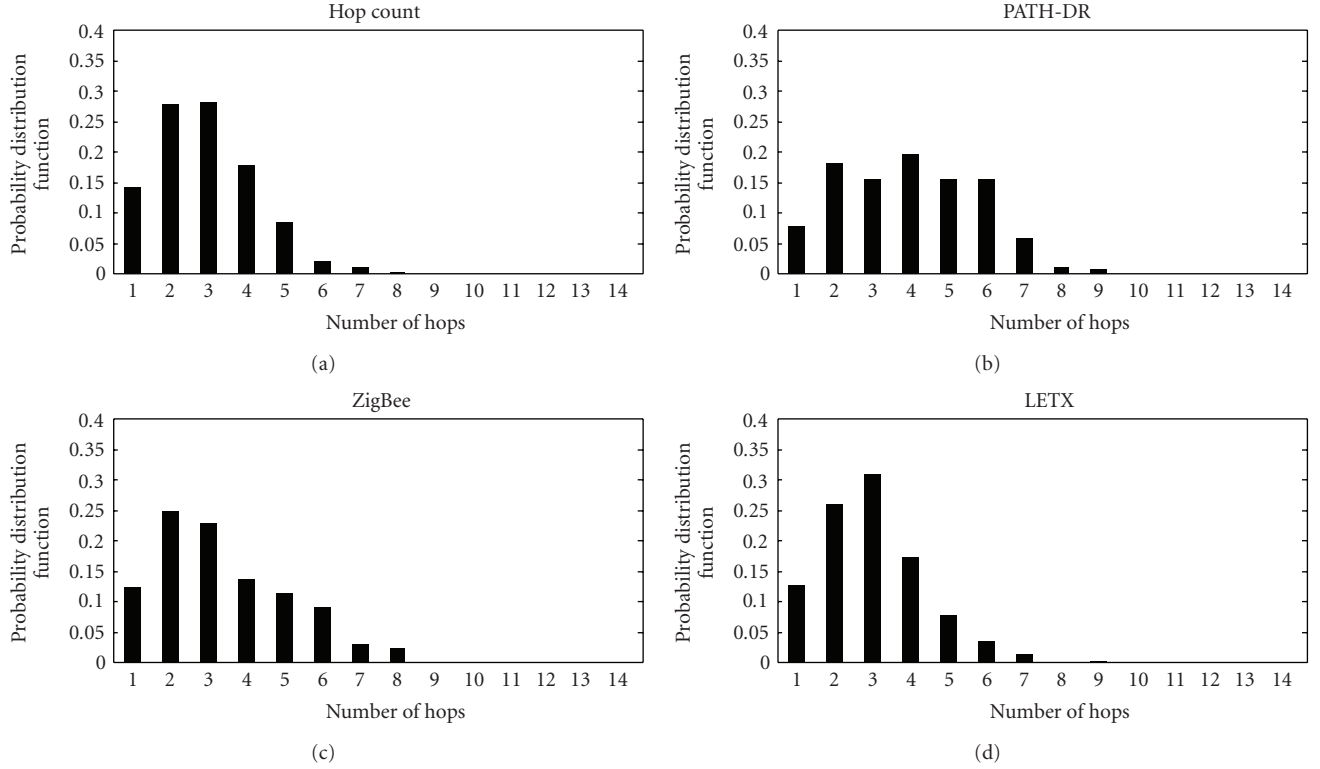 Hop count
0.4
0.35
0.3
0.25
0.2
0.15
0.1
0.05
0
Probability distribution
function
1 2 3 4 5 6 7 8 9 10 11 12 13 14
Number of hops
(a)
PATH-DR
0.4
0.35
0.3
0.25
0.2
0.15
0.1
0.05
0
Probability distribution
function
1 2 3 4 5 6 7 8 9 10 11 12 13 14
Number of hops
(b)
ZigBee
0.4
0.35
0.3
0.25
0.2
0.15
0.1
0.05
0
Probability distribution
function
1 2 3 4 5 6 7 8 9 10 11 12 13 14
Number of hops
(c)
LETX
0.4
0.35
0.3
0.25
0.2
0.15
0.1
0.05
0
Probability distribution
function
1 2 3 4 5 6 7 8 9 10 11 12 13 14
Number of hops
(d)